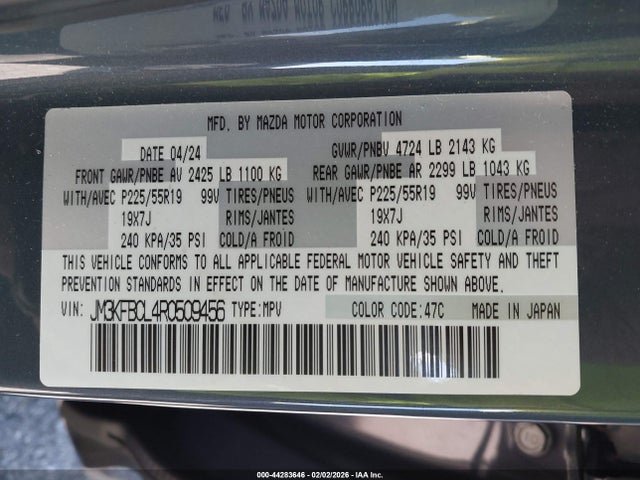 MFD. BY MAZDA MOTOR CORPORATION
DATE 04/24 GVWR/PNBV 4724 LB 2143 KG
FRONT GAWR/PNBE AV 2425 LB 1100 KG REAR GAWR/PNBE AR 2299 LB 1043 KG
WITH/AVEC P225/55R19 99V TIRES/PNEUS WITH/AVEC P225/55R19 99V TIRES/PNEUS
19X7J RIMS/JANTES 19X7J RIMS/JANTES
240 KPA/35 PSI COLD/A FROID 240 KPA/35 PSI COLD/A FROID
THIS VEHICLE CONFORMS TO ALL APPLICABLE FEDERAL MOTOR VEHICLE SAFETY AND THEFT
PREVENTION STANDARDS IN EFFECT ON THE DATE OF MANUFACTURE SHOWN ABOVE.
VIN: JM3KFBCL4R0509456 TYPE:MPV COLOR CODE:47C MADE IN JAPAN
000-44283646 - 02/02/2026 - IAA Inc.